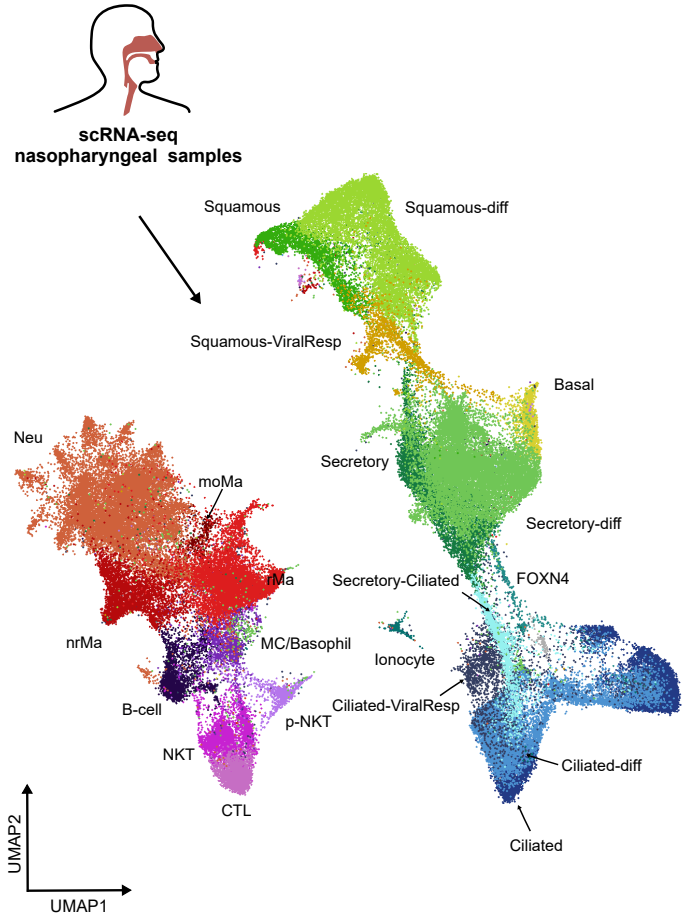 scRNA-seq
nasopharyngeal samples
Squamous
Squamous-diff
Squamous-ViralResp
Basal
Neu
moMa
Secretory
Secretory-diff
rMa
Secretory-Ciliated
FOXN4
nrMa
MC/Basophil
Ionocyte
B-cell
p-NKT
Ciliated-ViralResp
NKT
Ciliated-diff
CTL
Ciliated
UMAP2
UMAP1